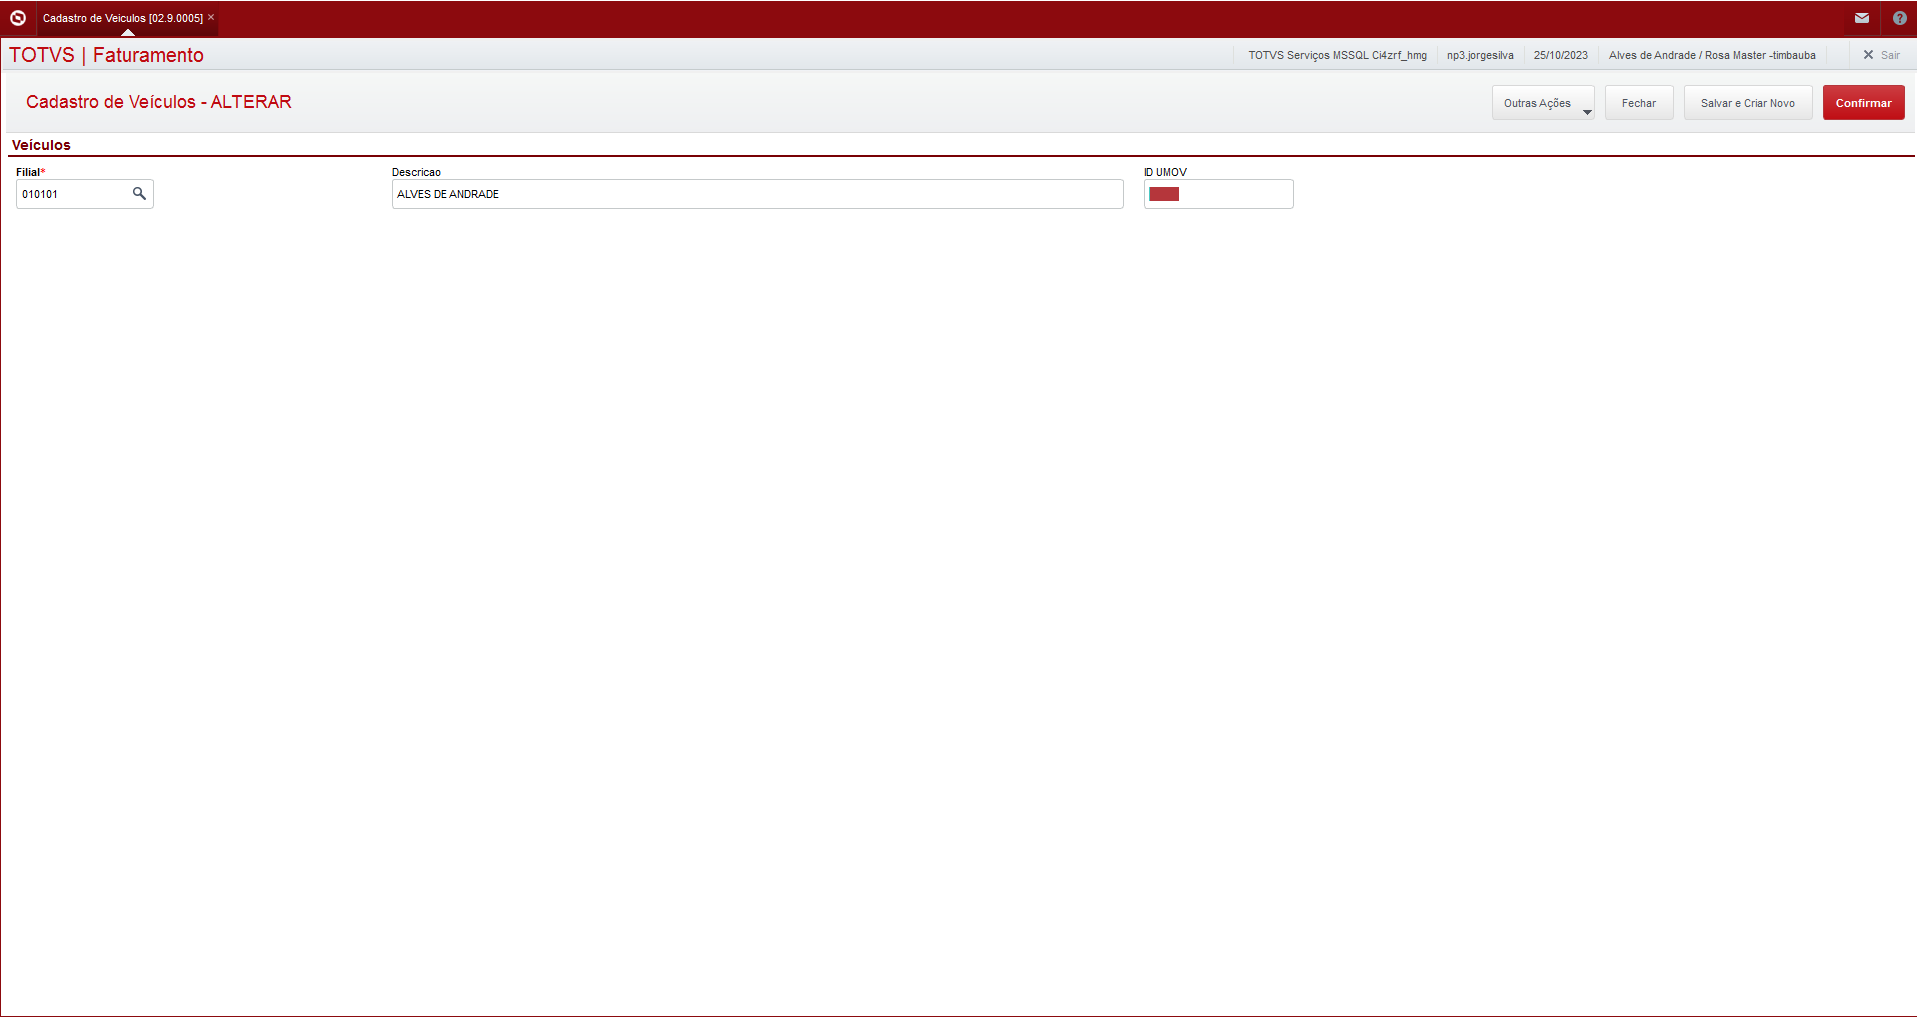 Cadastro de Veiculos [02.9.0005] ×
TOTVS | Faturamento
TOTVS Serviços MSSQL Ci4zrf_hmg
np3.jorgesilva
25/10/2023
Alves de Andrade / Rosa Master -timbauba
Sair
Cadastro de Veículos - ALTERAR
Outras Ações
Fechar
Salvar e Criar Novo
Confirmar
Veículos
Filial*
Descricao
ID UMOV
010101
ALVES DE ANDRADE